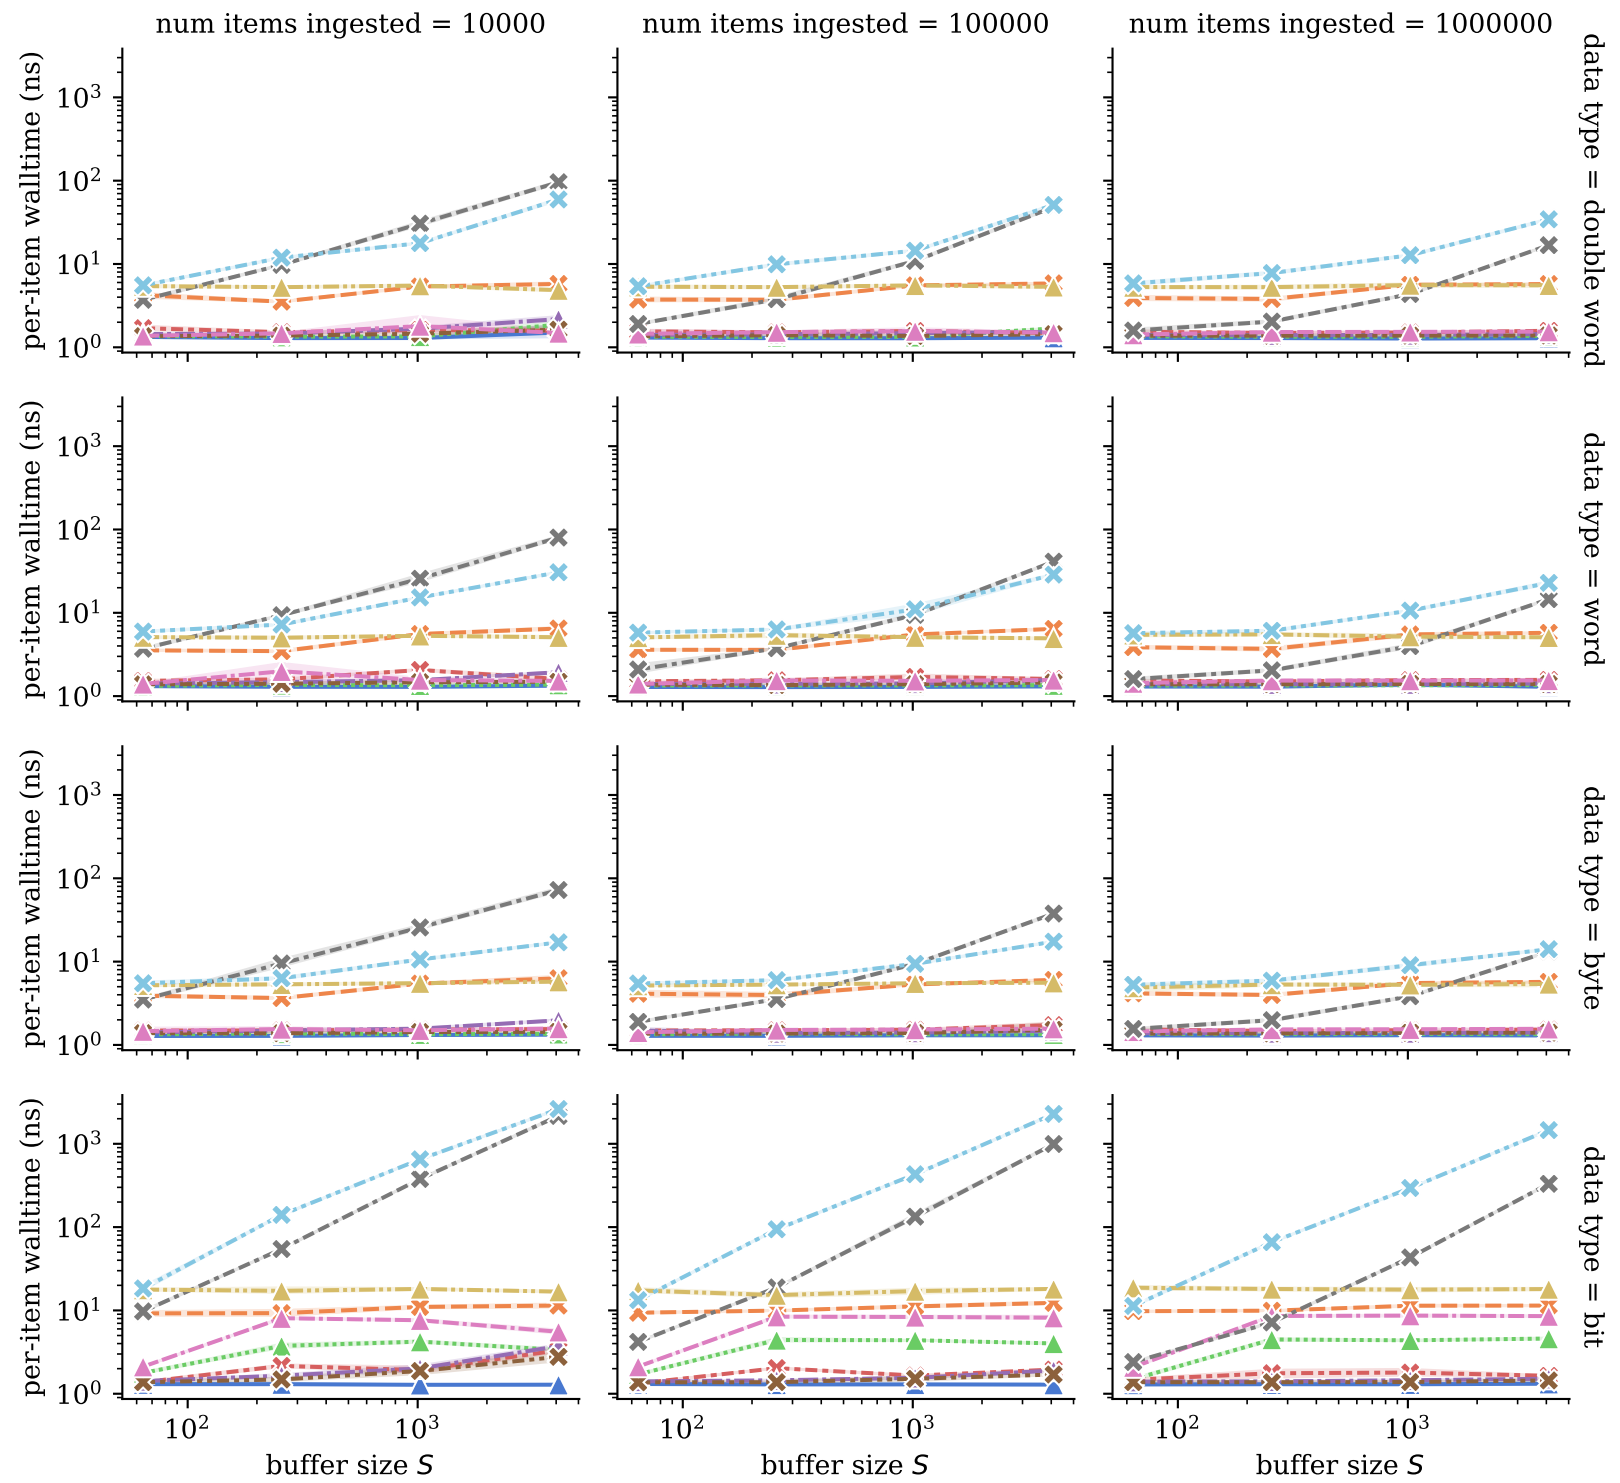 num items ingested = 10000
num items ingested = 100000
num items ingested = 1000000
per-item walltime (ns)
10³
10²
10¹
10⁰
data type = double word
per-item walltime (ns)
10³
10²
10¹
10⁰
data type = word
per-item walltime (ns)
10³
10²
10¹
10⁰
data type = byte
per-item walltime (ns)
10³
10²
10¹
10⁰
data type = bit
10² 10³
10² 10³
10² 10³
buffer size S
buffer size S
buffer size S